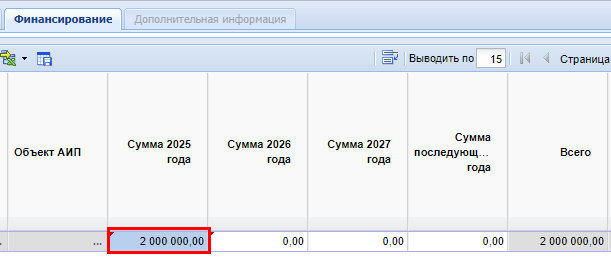 Финансирование
Дополнительная информация
Выводить по 15 Страница
Объект АИП
Сумма 2025
года
Сумма 2026
года
Сумма 2027
года
Сумма
последующ...
года
Всего
... 2 000 000,00 0,00 0,00 0,00 2 000 000,00